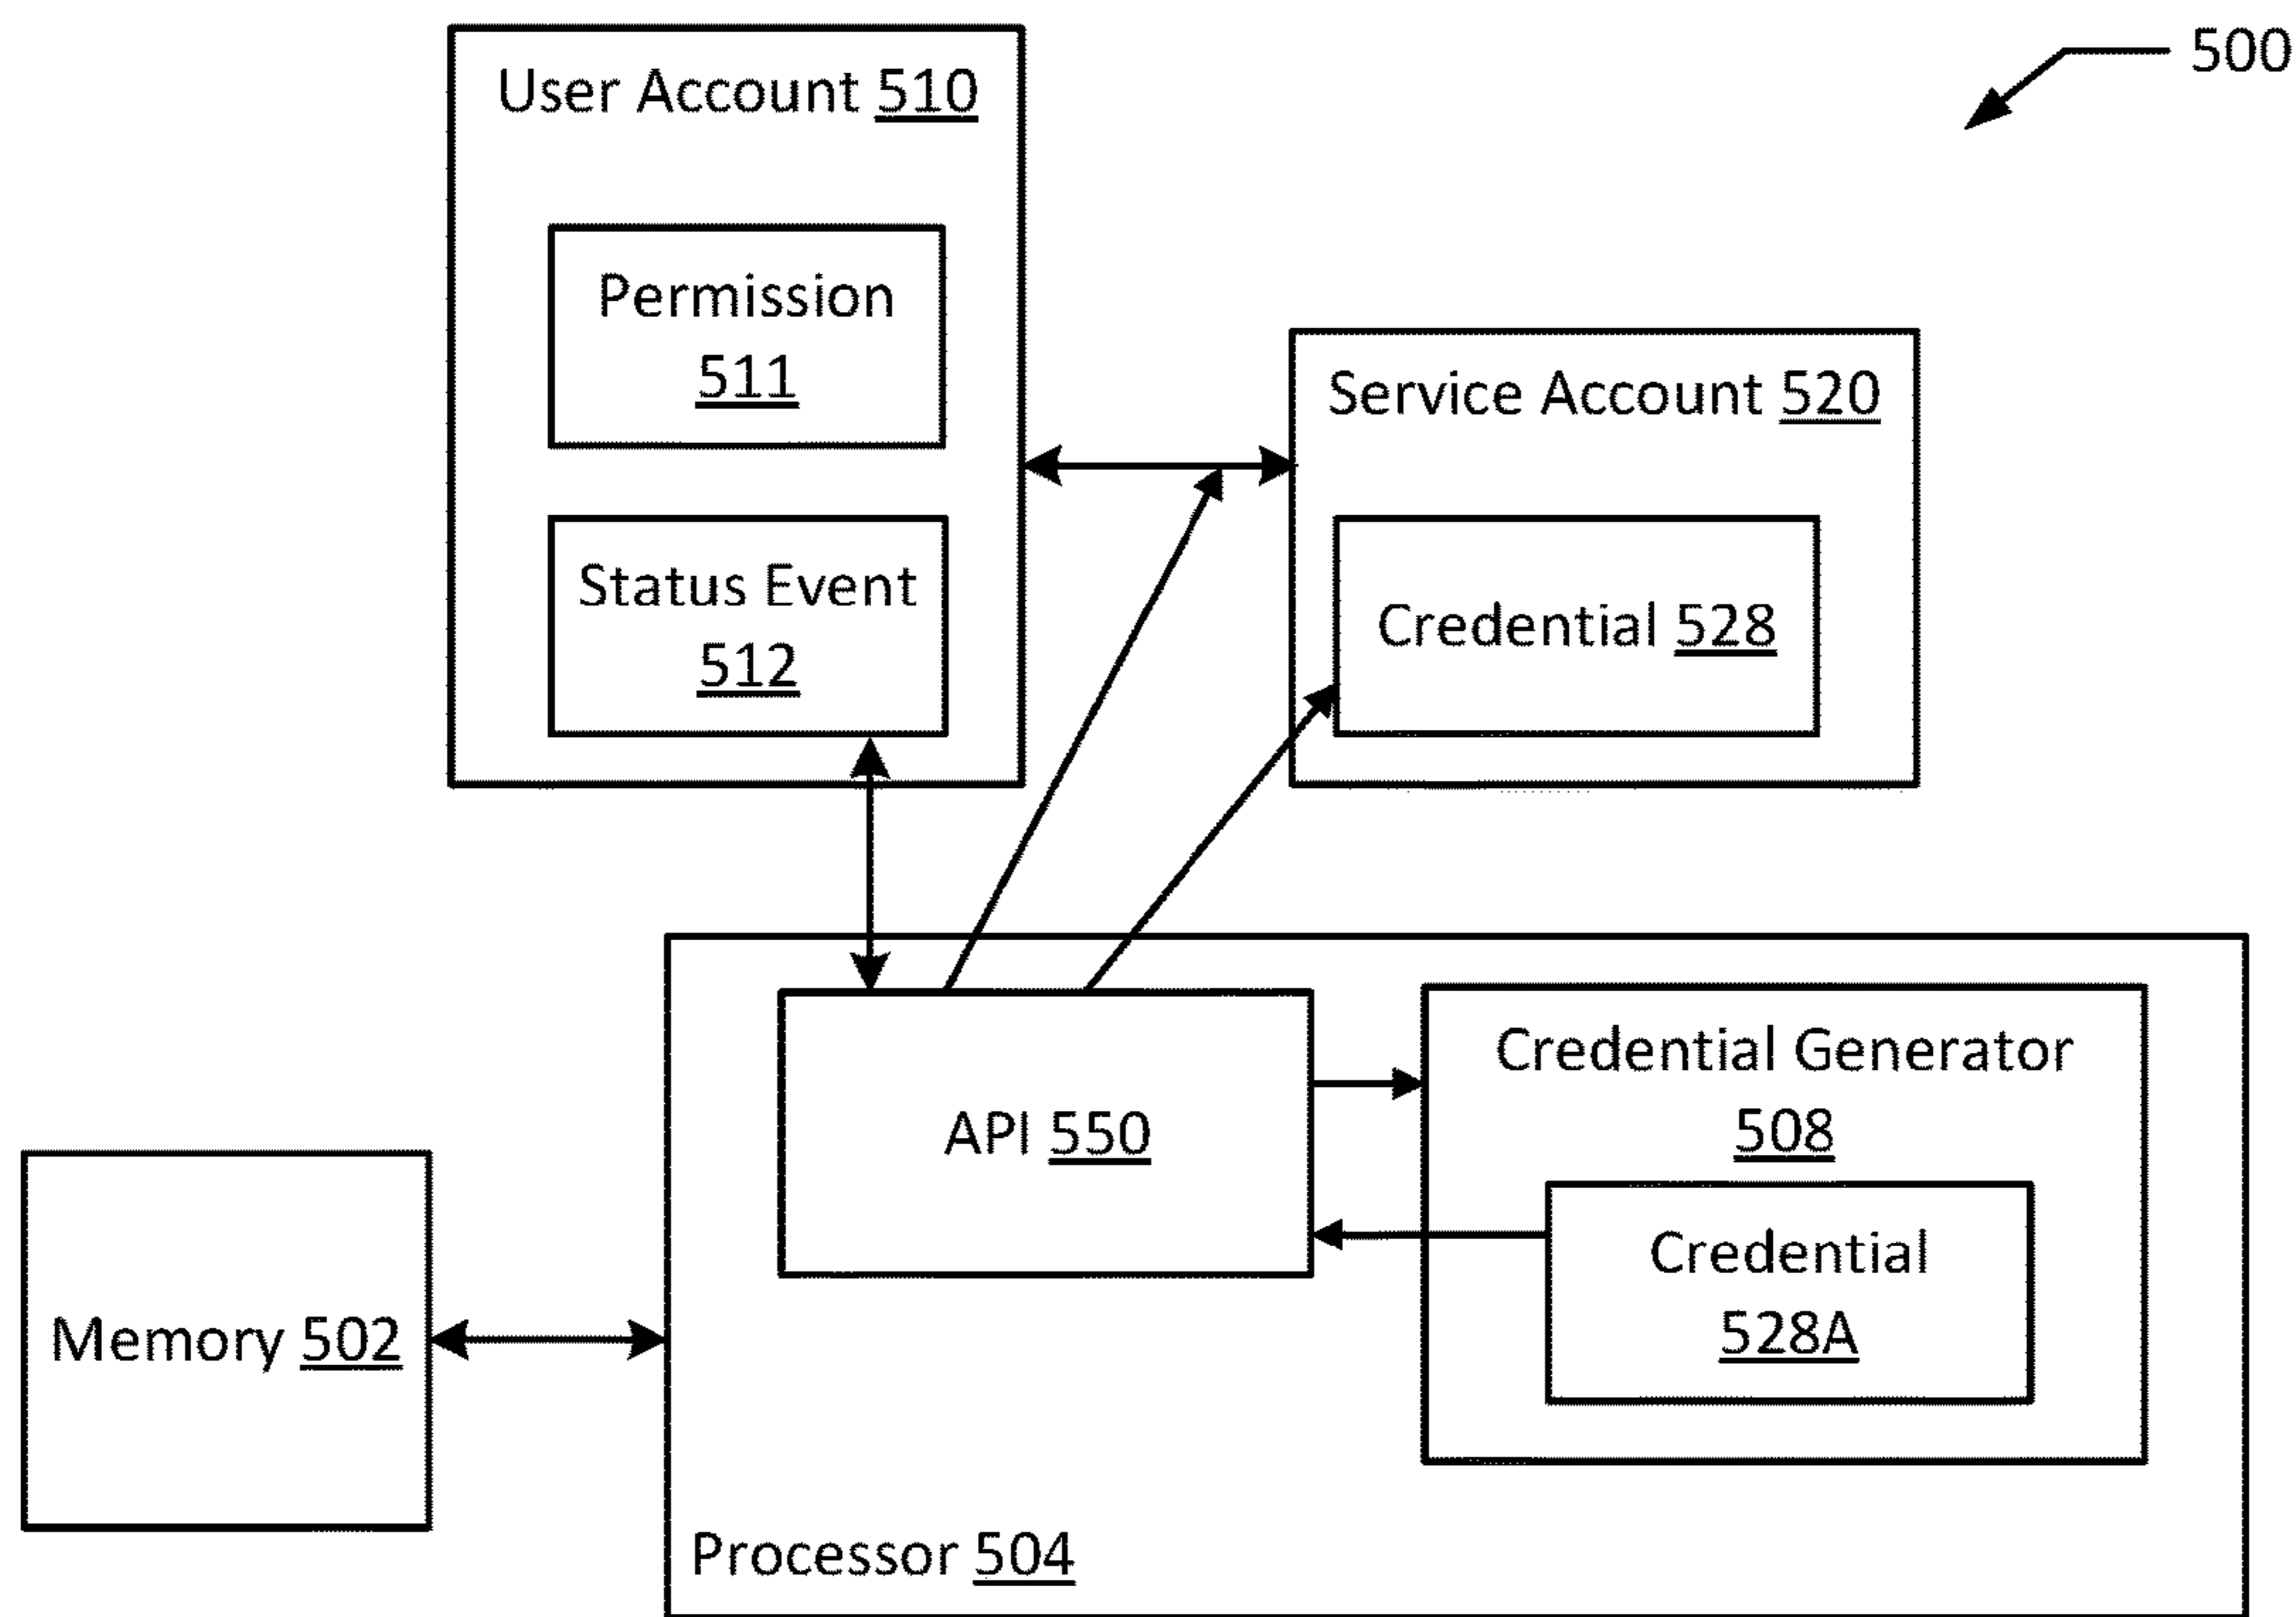 500
User Account 510
Permission
511
Status Event
512
Service Account 520
Credential 528
API 550
Credential Generator
508
Credential
528A
Memory 502
Processor 504